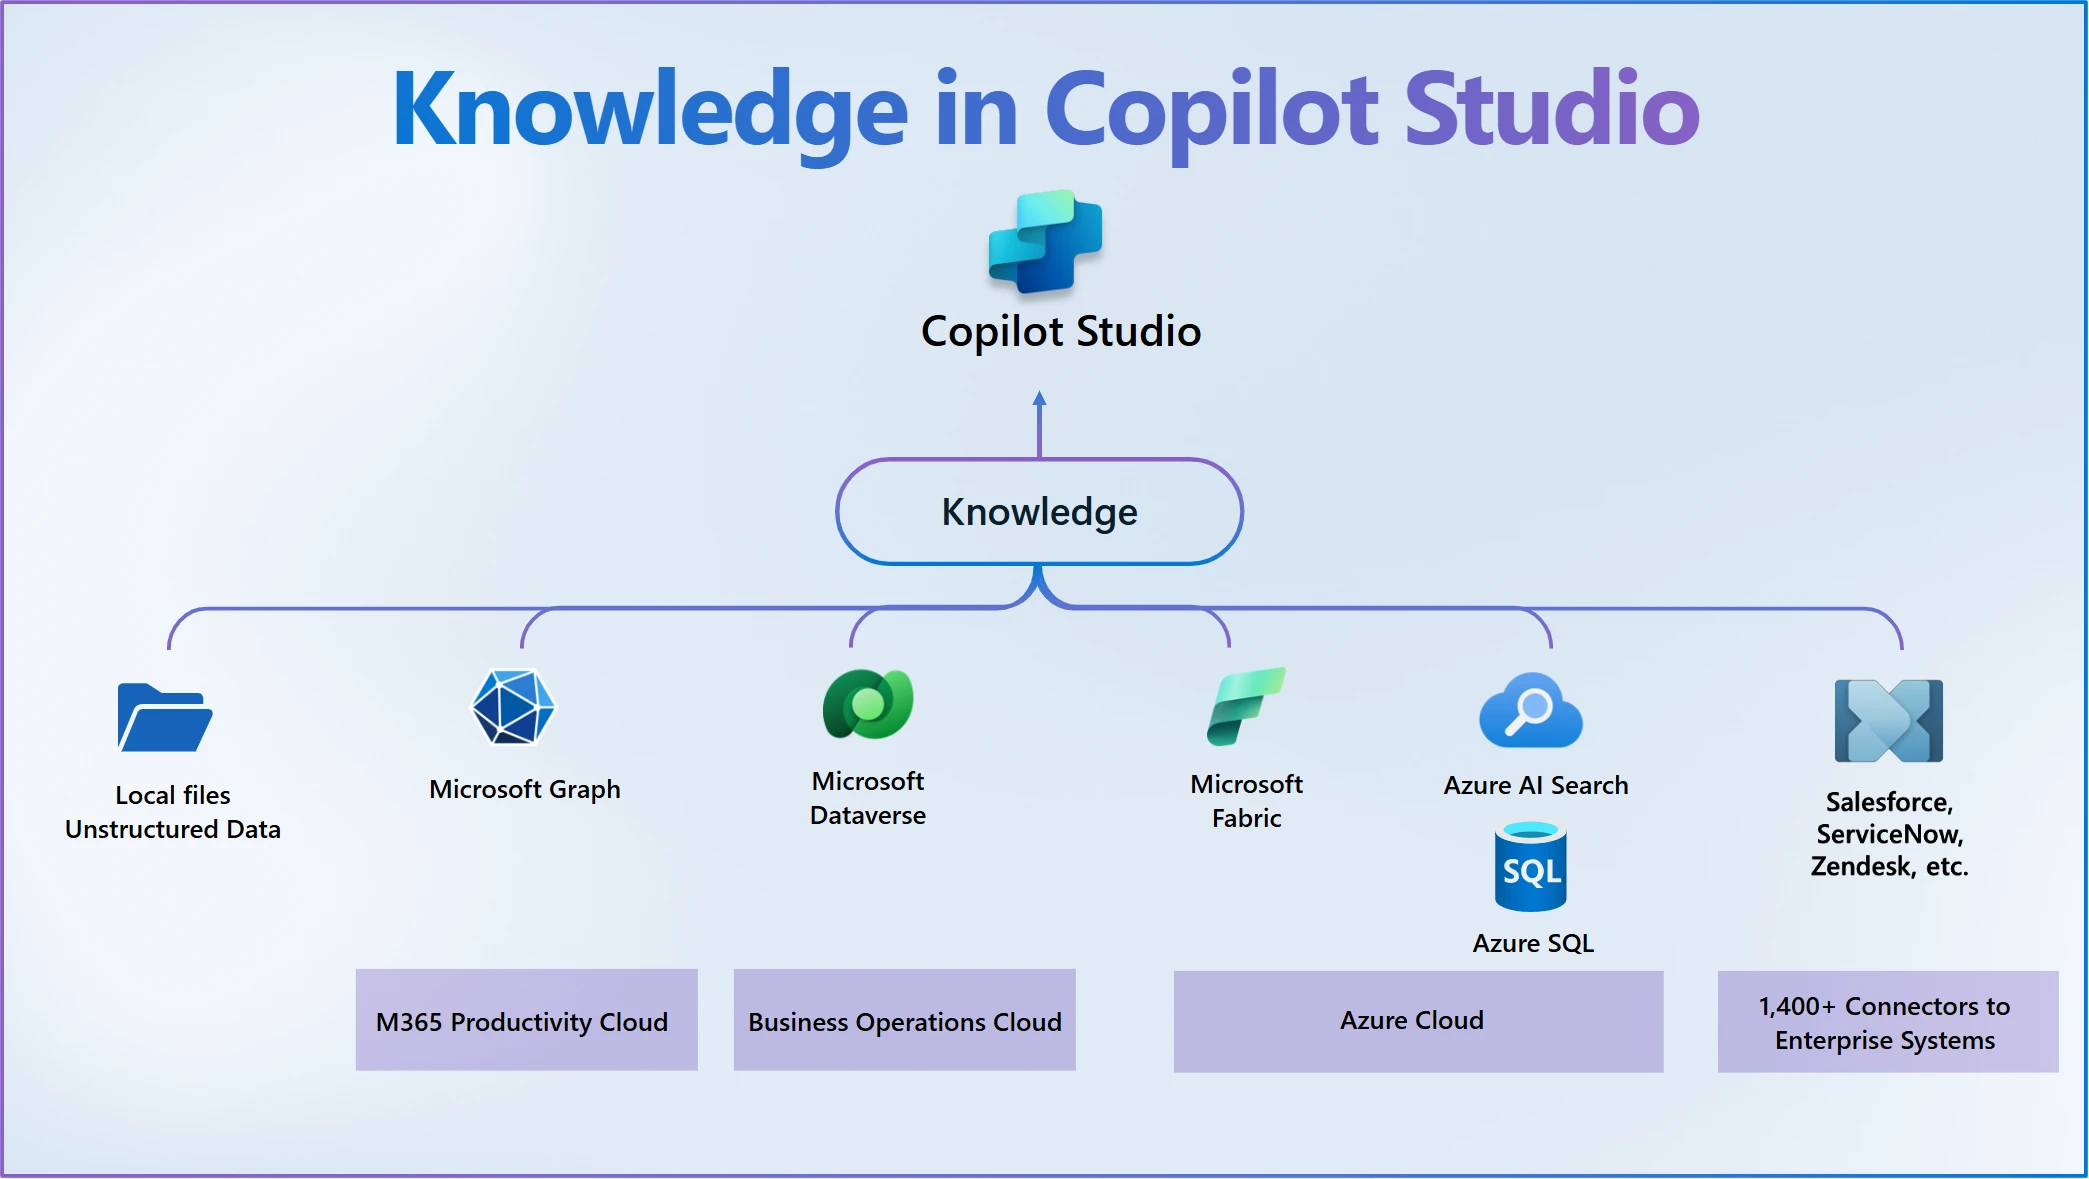 Knowledge in Copilot Studio
Copilot Studio
Knowledge
Local files
Unstructured Data
Microsoft Graph
Microsoft
Dataverse
Microsoft
Fabric
Azure AI Search
SQL
Azure SQL
Salesforce,
ServiceNow,
Zendesk, etc.
M365 Productivity Cloud
Business Operations Cloud
Azure Cloud
1,400+ Connectors to
Enterprise Systems